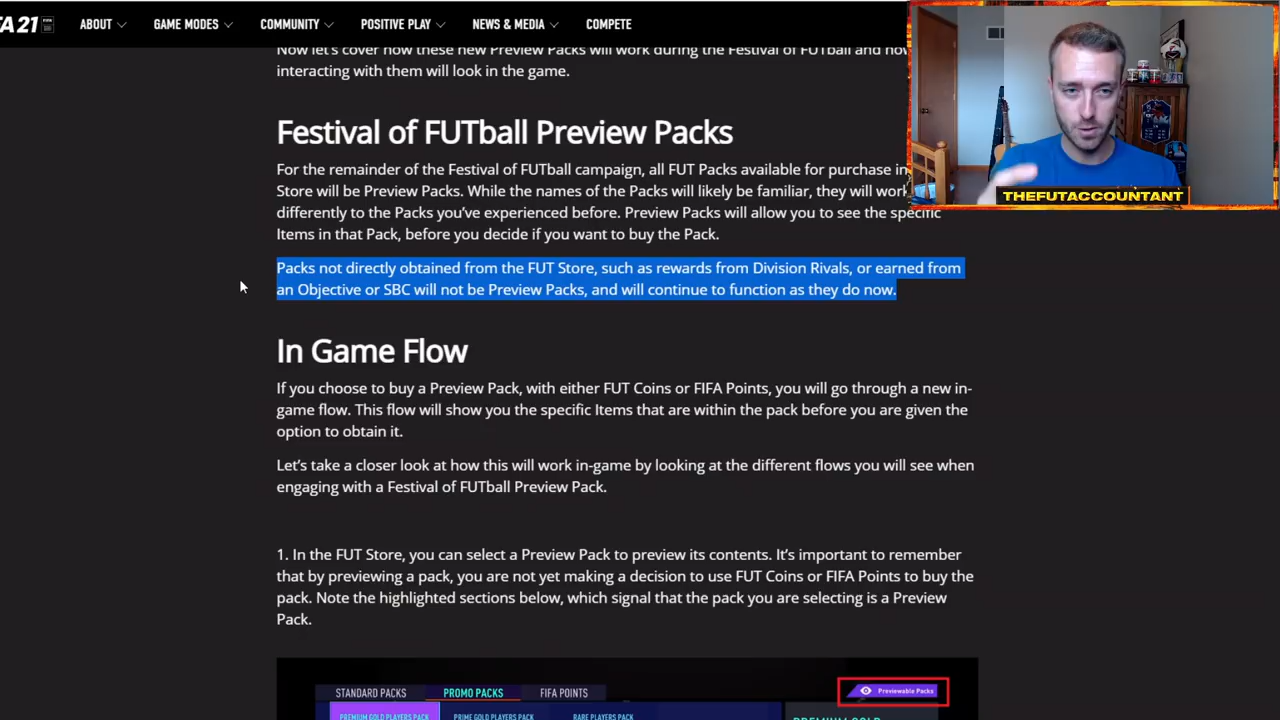 A 21 FIFA
ABOUT GAME MODES COMMUNITY POSITIVE PLAY NEWS & MEDIA COMPETE
Now let's cover how these new Preview Packs will work during the Festival of FUTball and how
interacting with them will look in the game.
Festival of FUTball Preview Packs
For the remainder of the Festival of FUTball campaign, all FUT Packs available for purchase in
Store will be Preview Packs. While the names of the Packs will likely be familiar, they will work
differently to the Packs you've experienced before. Preview Packs will allow you to see the specific
Items in that Pack, before you decide if you want to buy the Pack.
Packs not directly obtained from the FUT Store, such as rewards from Division Rivals, or earned from
an Objective or SBC will not be Preview Packs, and will continue to function as they do now.
In Game Flow
If you choose to buy a Preview Pack, with either FUT Coins or FIFA Points, you will go through a new in-
game flow. This flow will show you the specific Items that are within the pack before you are given the
option to obtain it.
Let's take a closer look at how this will work in-game by looking at the different flows you will see when
engaging with a Festival of FUTball Preview Pack.
1. In the FUT Store, you can select a Preview Pack to preview its contents. It's important to remember
that by previewing a pack, you are not yet making a decision to use FUT Coins or FIFA Points to buy the
pack. Note the highlighted sections below, which signal that the pack you are selecting is a Preview
Pack.
STANDARD PACKS PROMO PACKS FIFA POINTS Previewable Packs
PREMIUM GOLD PLAYERS PACK PRIME GOLD PLAYERS PACK RARE PLAYERS PACK PREMIUM GOLD
THEFUTACCOUNTANT